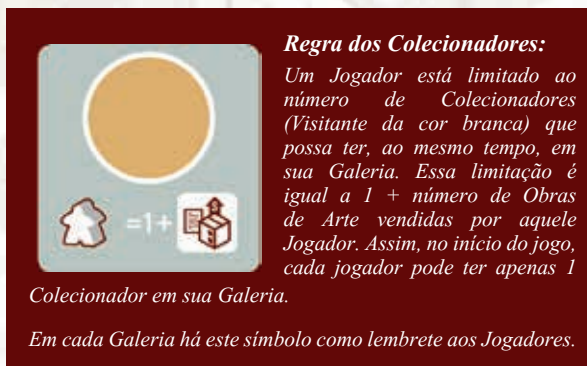 Regra dos Colecionadores:
Um Jogador está limitado ao
número de Colecionadores
(Visitante da cor branca) que
possa ter, ao mesmo tempo, em
sua Galeria. Essa limitação é
igual a 1 + número de Obras
de Arte vendidas por aquele
Jogador. Assim, no início do jogo,
cada jogador pode ter apenas 1
Colecionador em sua Galeria.
=1+
Em cada Galeria há este símbolo como lembrete aos Jogadores.